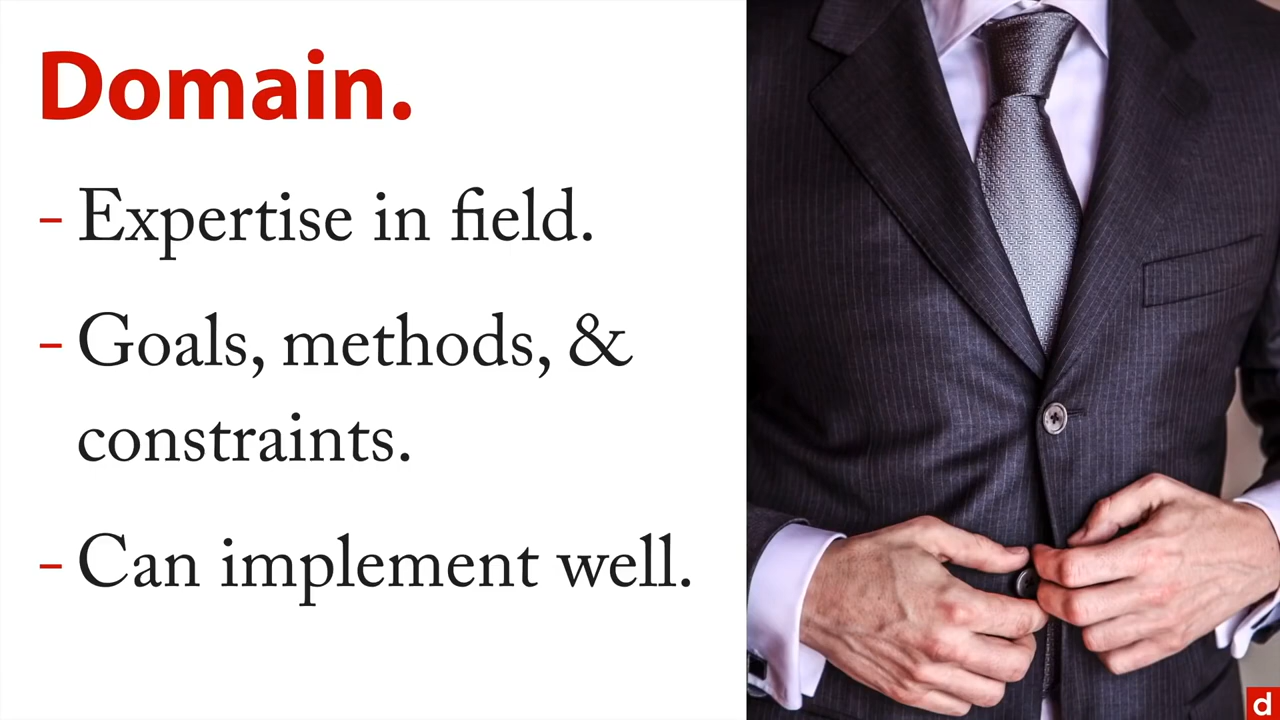 Domain.
- Expertise in field.
- Goals, methods, &
constraints.
- Can implement well.
d